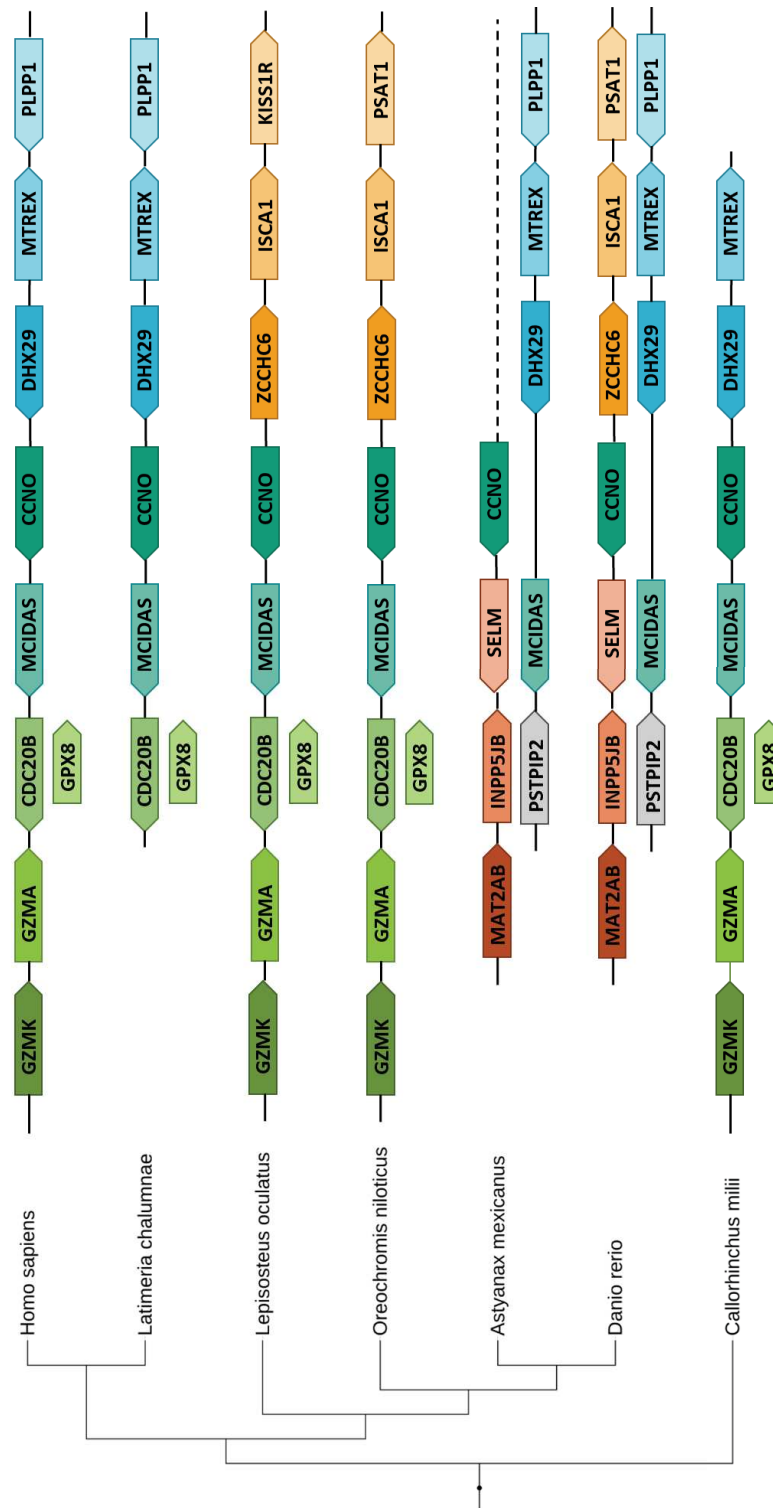 Homo sapiens GZMK GZMA CDC20B MCIDAS CCNO DHX29 MTREX PLPP1
GPX8
Latimeria chalumnae CDC20B MCIDAS CCNO DHX29 MTREX PLPP1
GPX8
Lepisosteus oculatus GZMK GZMA CDC20B MCIDAS CCNO ZCCHC6 ISCA1 KISS1R
GPX8
Oreochromis niloticus GZMK GZMA CDC20B MCIDAS CCNO ZCCHC6 ISCA1 PSAT1
GPX8
Astyanax mexicanus MAT2AB INPP5JB SELM CCNO
PSTPIP2 MCIDAS DHX29 MTREX PLPP1
Danio rerio MAT2AB INPP5JB SELM CCNO ZCCHC6 ISCA1 PSAT1
PSTPIP2 MCIDAS DHX29 MTREX PLPP1
Callorhinchus milii GZMK GZMA CDC20B MCIDAS CCNO DHX29 MTREX
GPX8